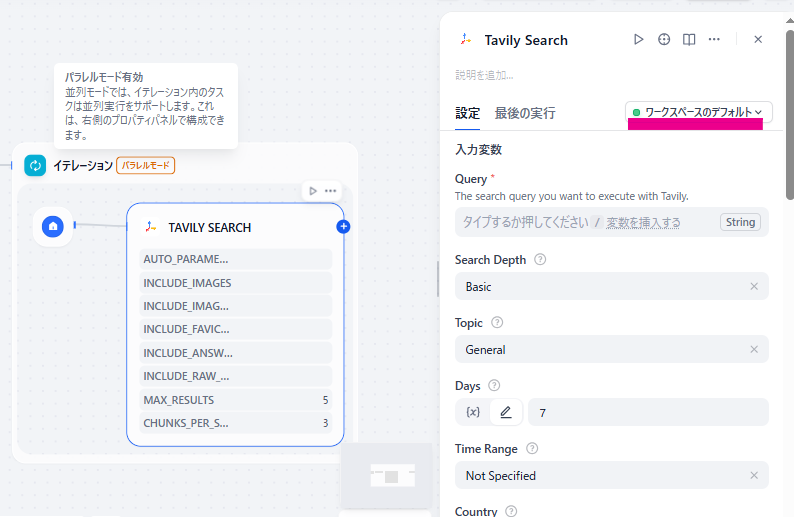 パラレルモード有効
並列モードでは、イテレーション内のタス
クは並列実行をサポートします。これ
は、右側のプロパティパネルで構成でき
ます。
イテレーション
パラレルモード
TAVILY SEARCH
AUTO_PARAME...
INCLUDE_IMAGES
INCLUDE_IMAG...
INCLUDE_FAVIC...
INCLUDE_ANSW...
INCLUDE_RAW_...
MAX_RESULTS 5
CHUNKS_PER_S... 3
Tavily Search
説明を追加...
設定 最後の実行 ワークスペースのデフォルト
入力変数
Query *
The search query you want to execute with Tavily.
タイプするか押してください / 変数を挿入する String
Search Depth
Basic
Topic
General
Days
{x} 7
Time Range
Not Specified
Country